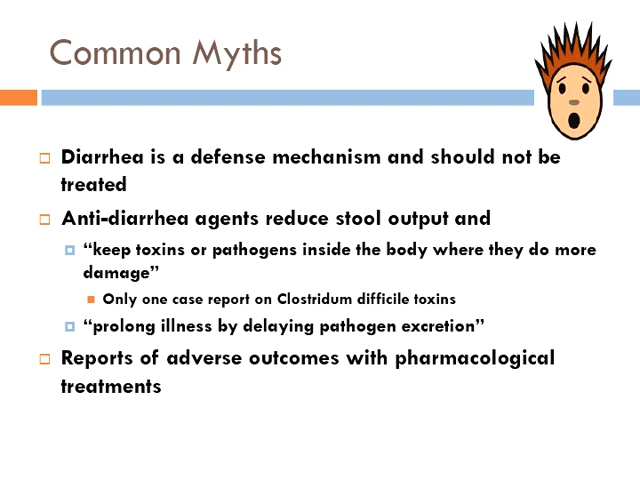 Common Myths
Diarrhea is a defense mechanism and should not be
treated
Anti-diarrhea agents reduce stool output and
“keep toxins or pathogens inside the body where they do more
damage”
Only one case report on Clostridum difficile toxins
“prolong illness by delaying pathogen excretion”
Reports of adverse outcomes with pharmacological
treatments